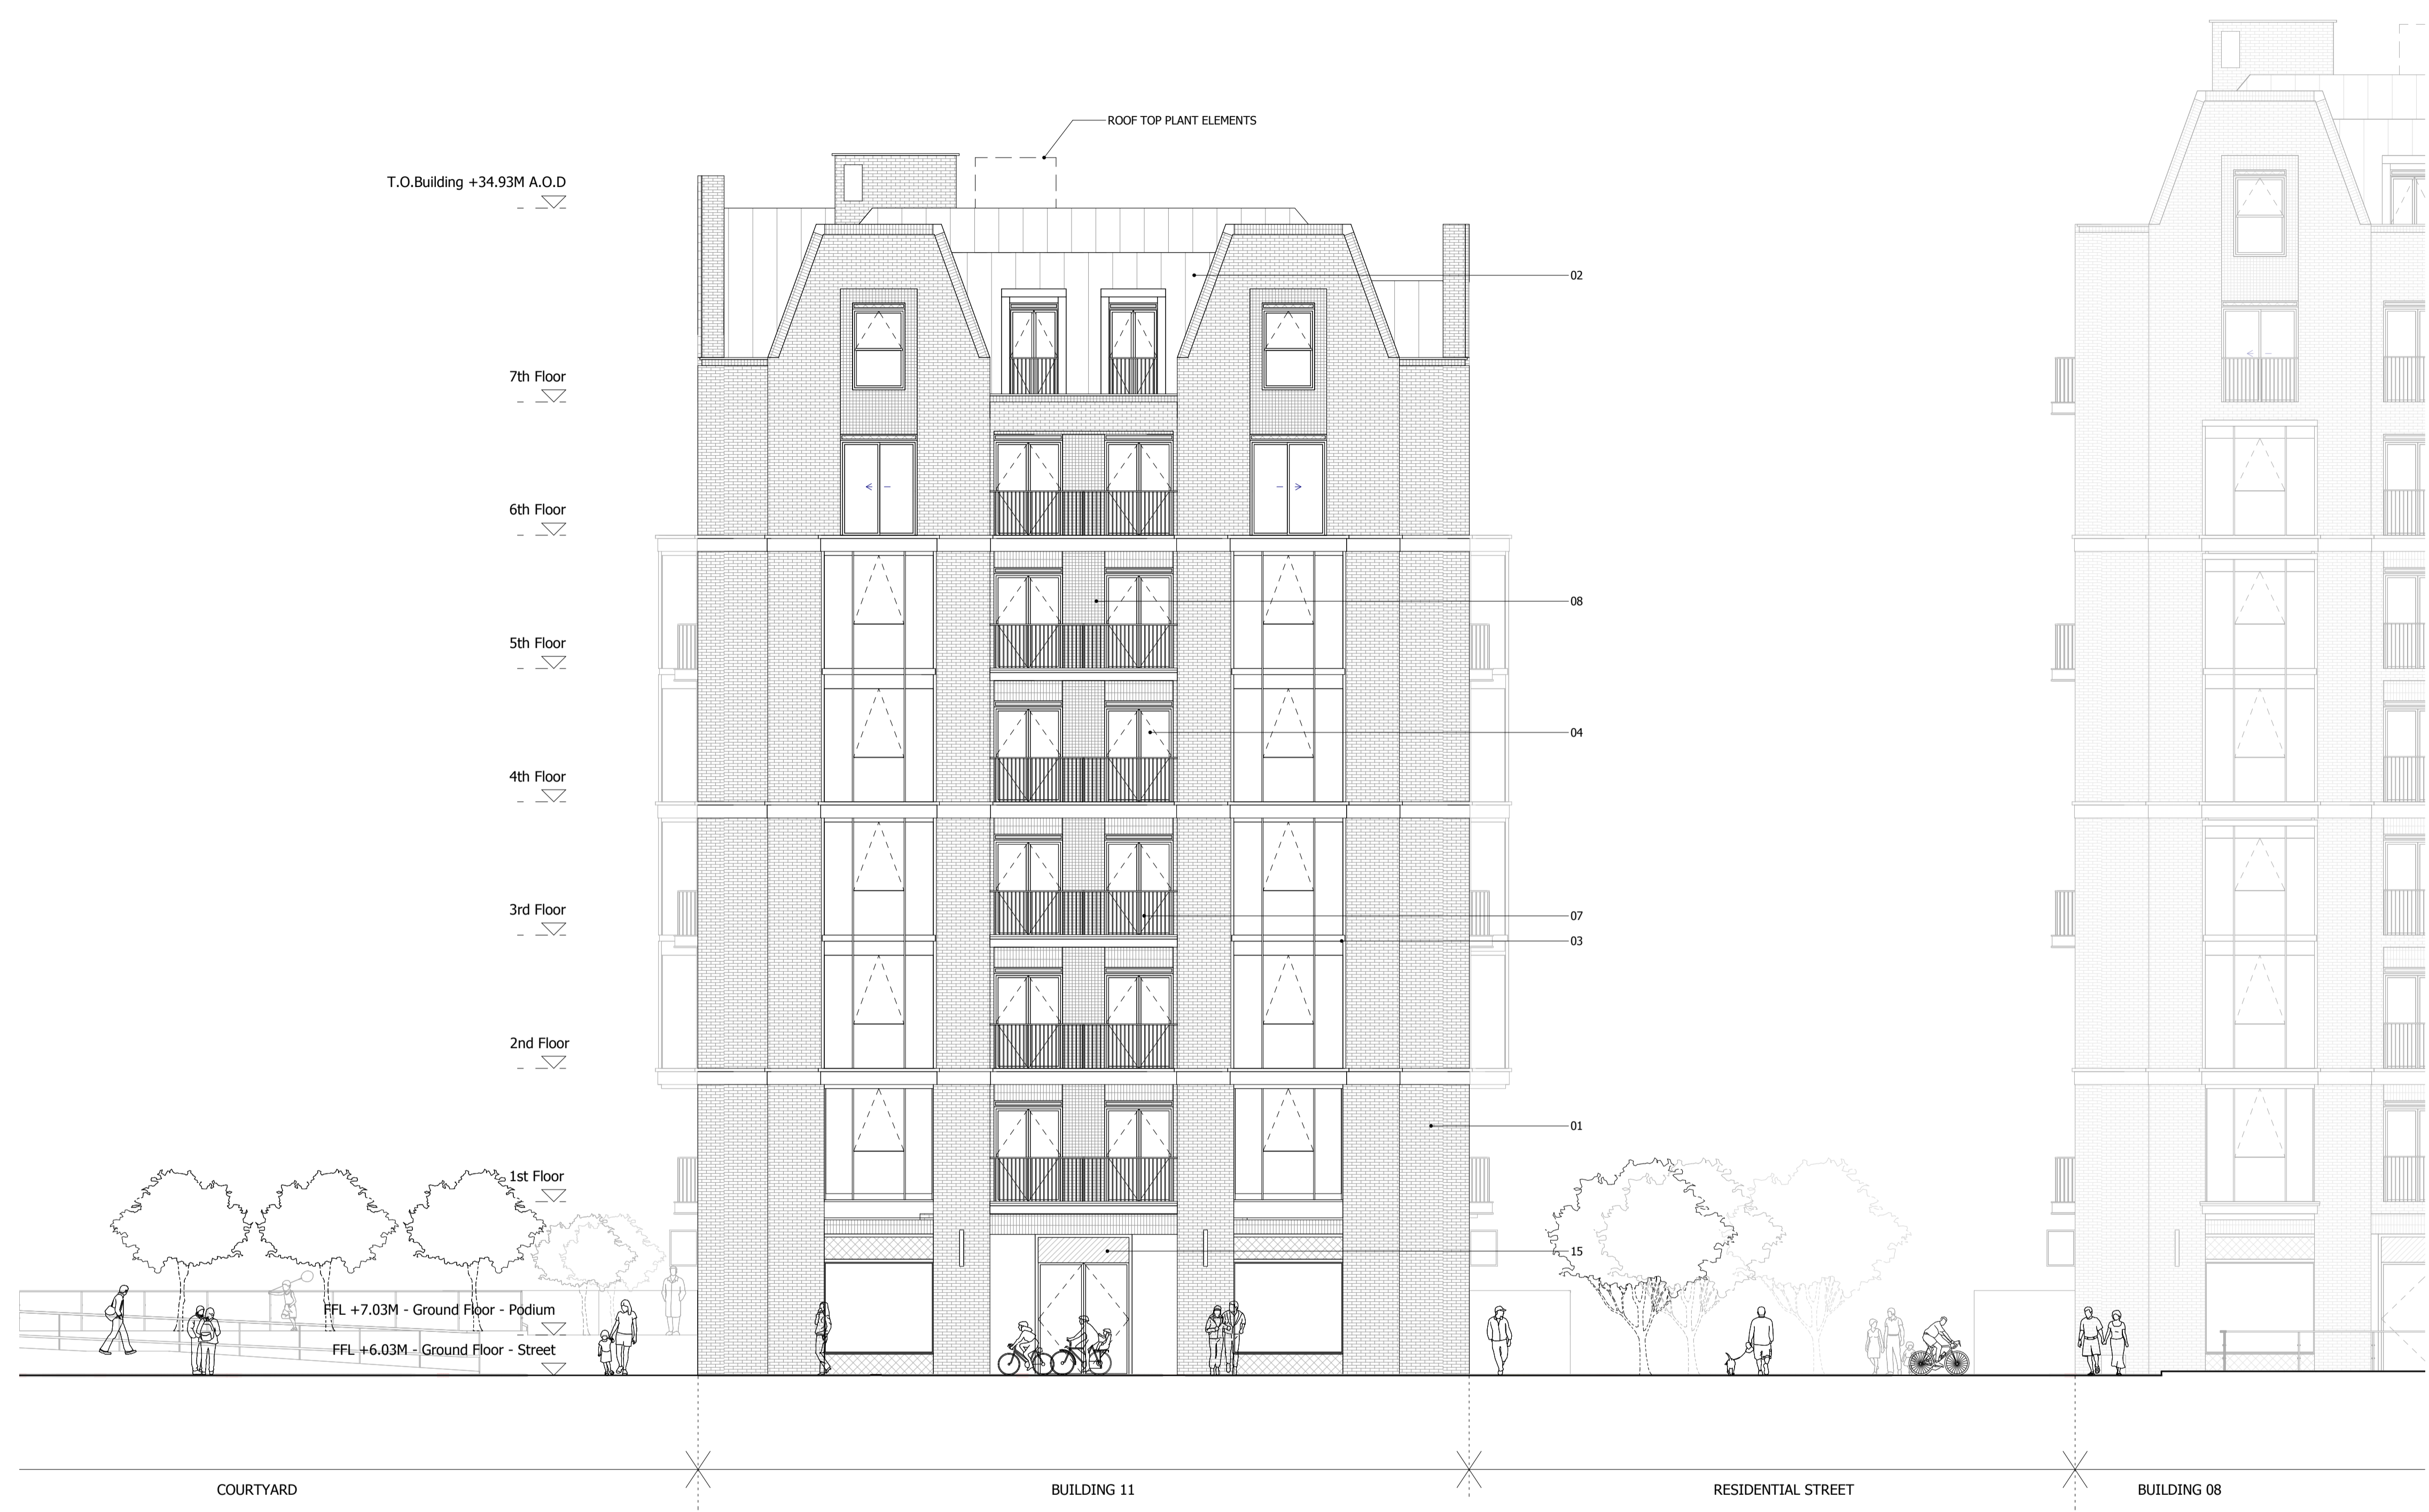 ROOF TOP PLANT ELEMENTS
T.O.Building +34.93M A.O.D
02
7th Floor
6th Floor
08
5th Floor
04
4th Floor
3rd Floor
07
03
2nd Floor
01
1st Floor
15
FFL +7.03M - Ground Floor - Podium
FFL +6.03M - Ground Floor - Street
COURTYARD
BUILDING 11
RESIDENTIAL STREET
BUILDING 08